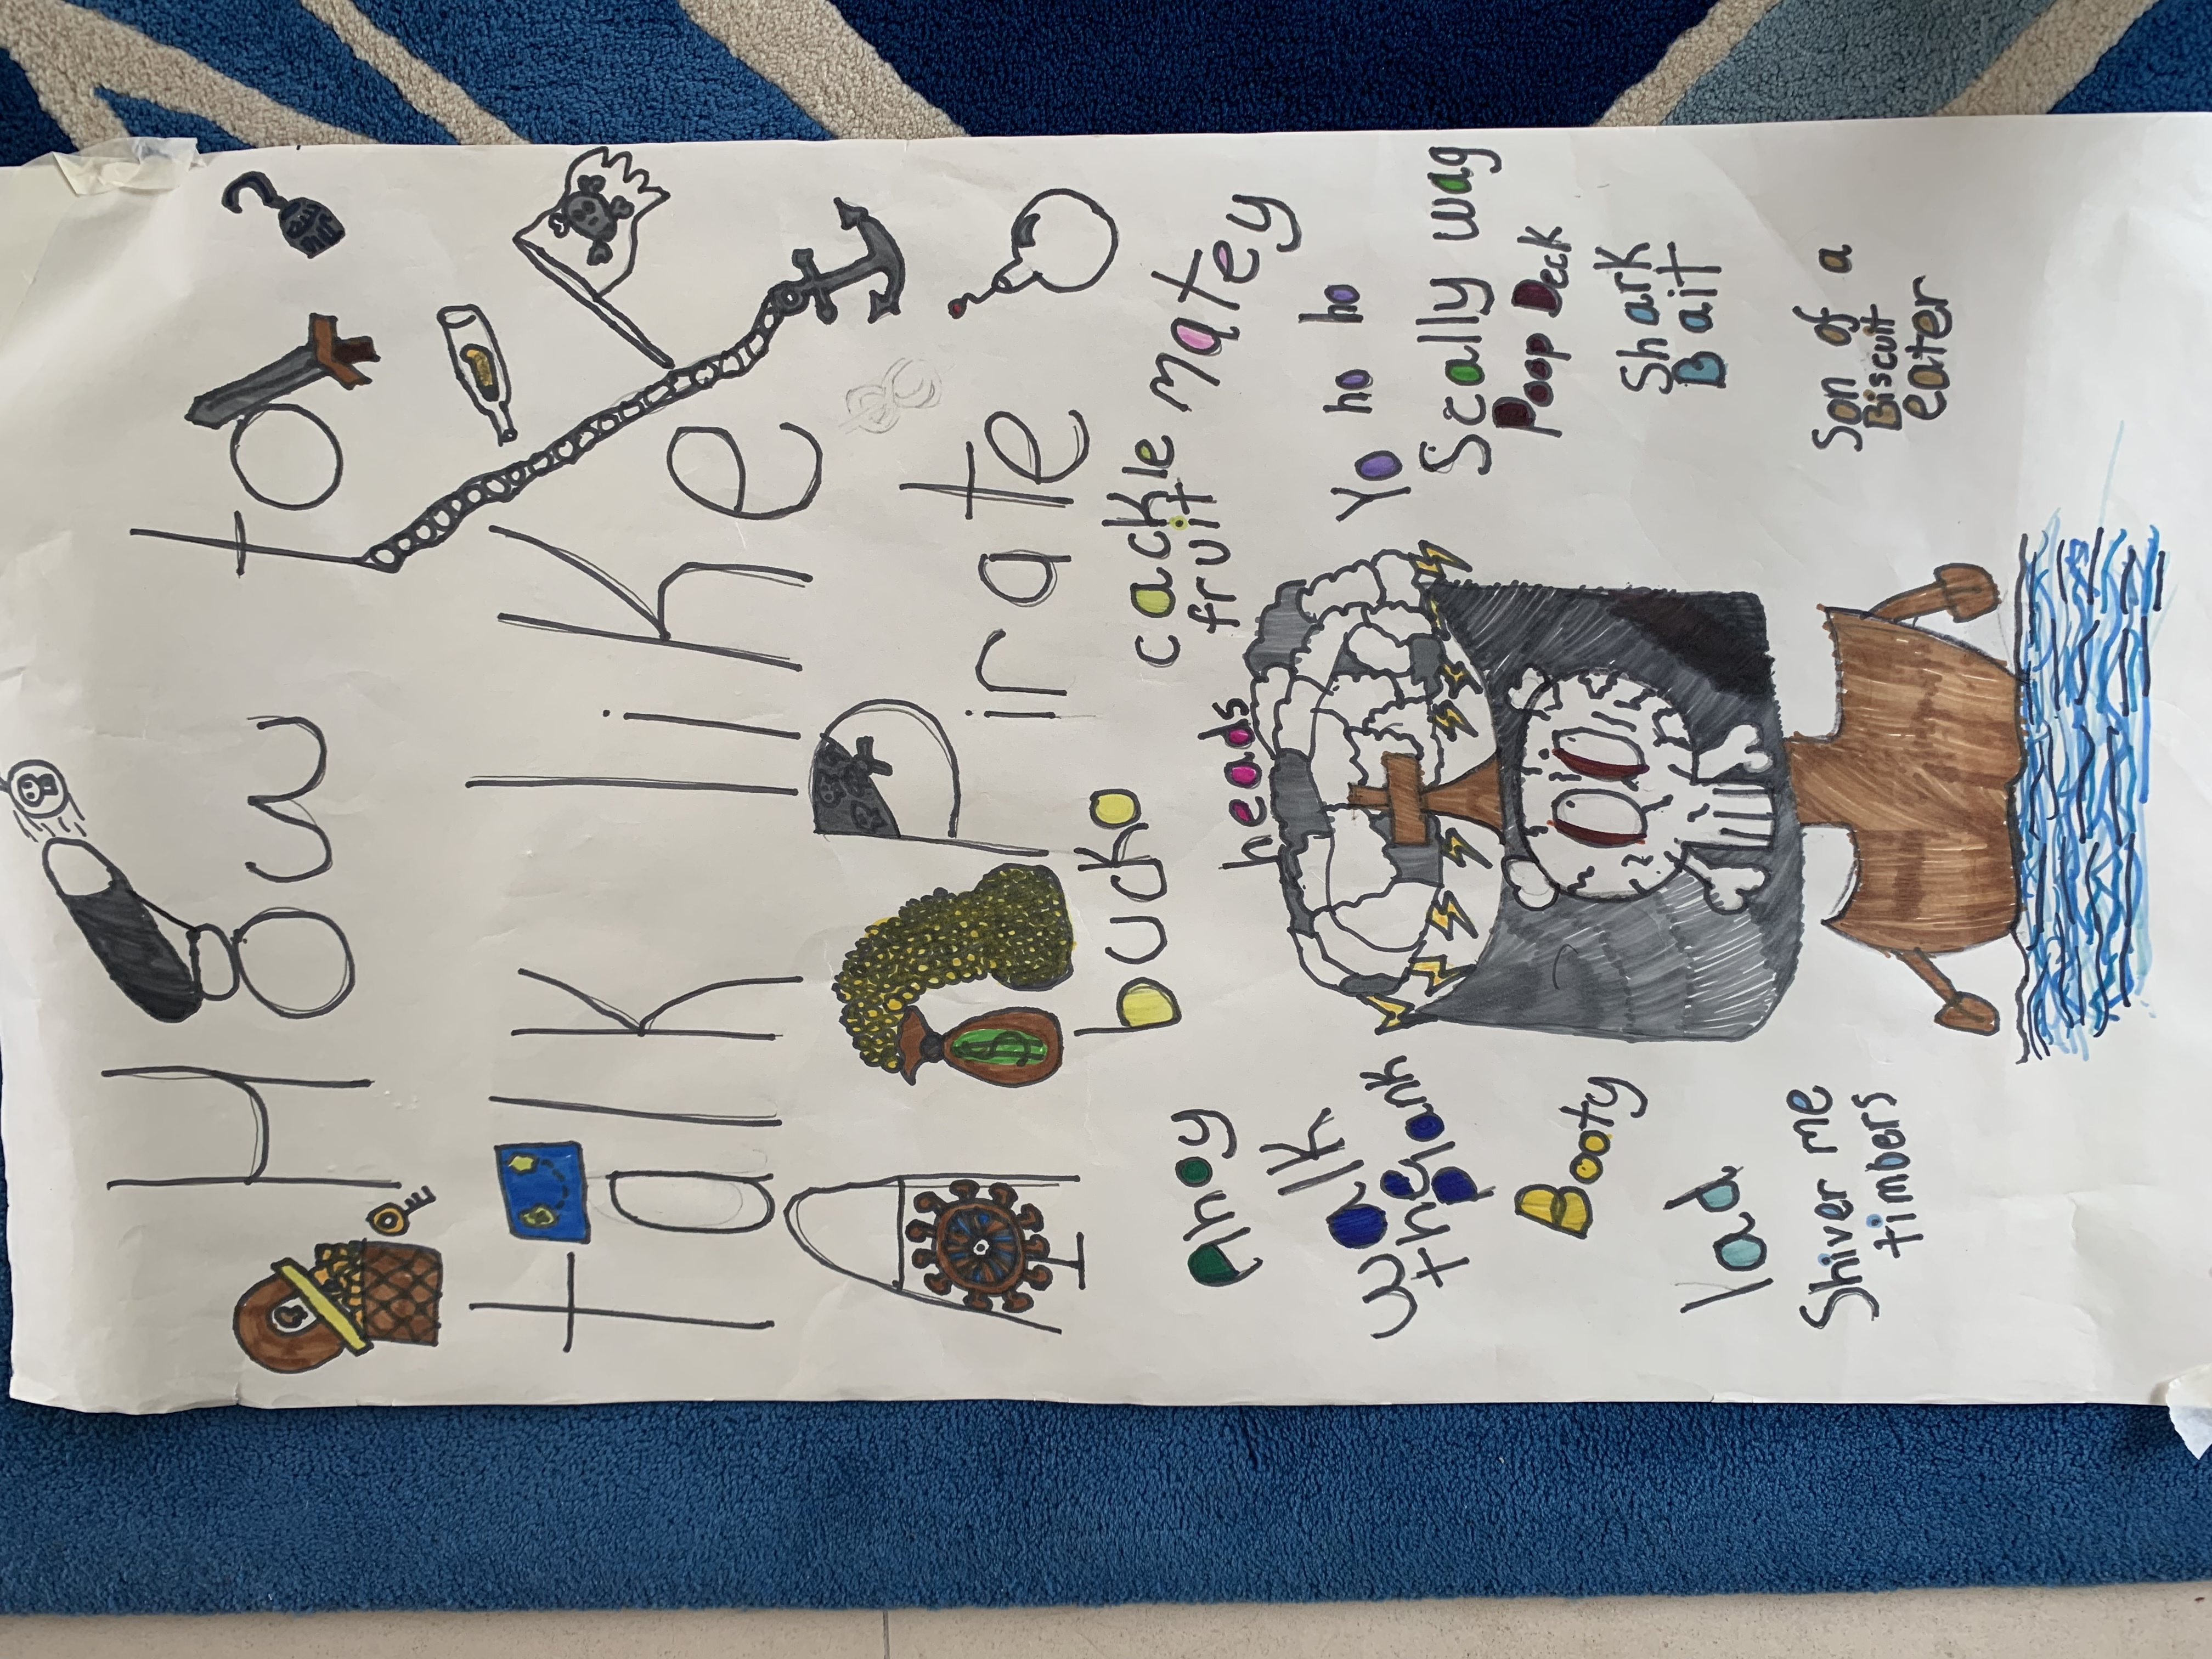 How to
talk like
A Pirate
$
bucko
cackle
fruit
matey
Ahoy
heads
Yo ho ho
walk
the plank
Scally wag
Poop Deck
Booty
Shark
Bait
lad
Shiver me
timbers
Son of a
Biscuit
eater